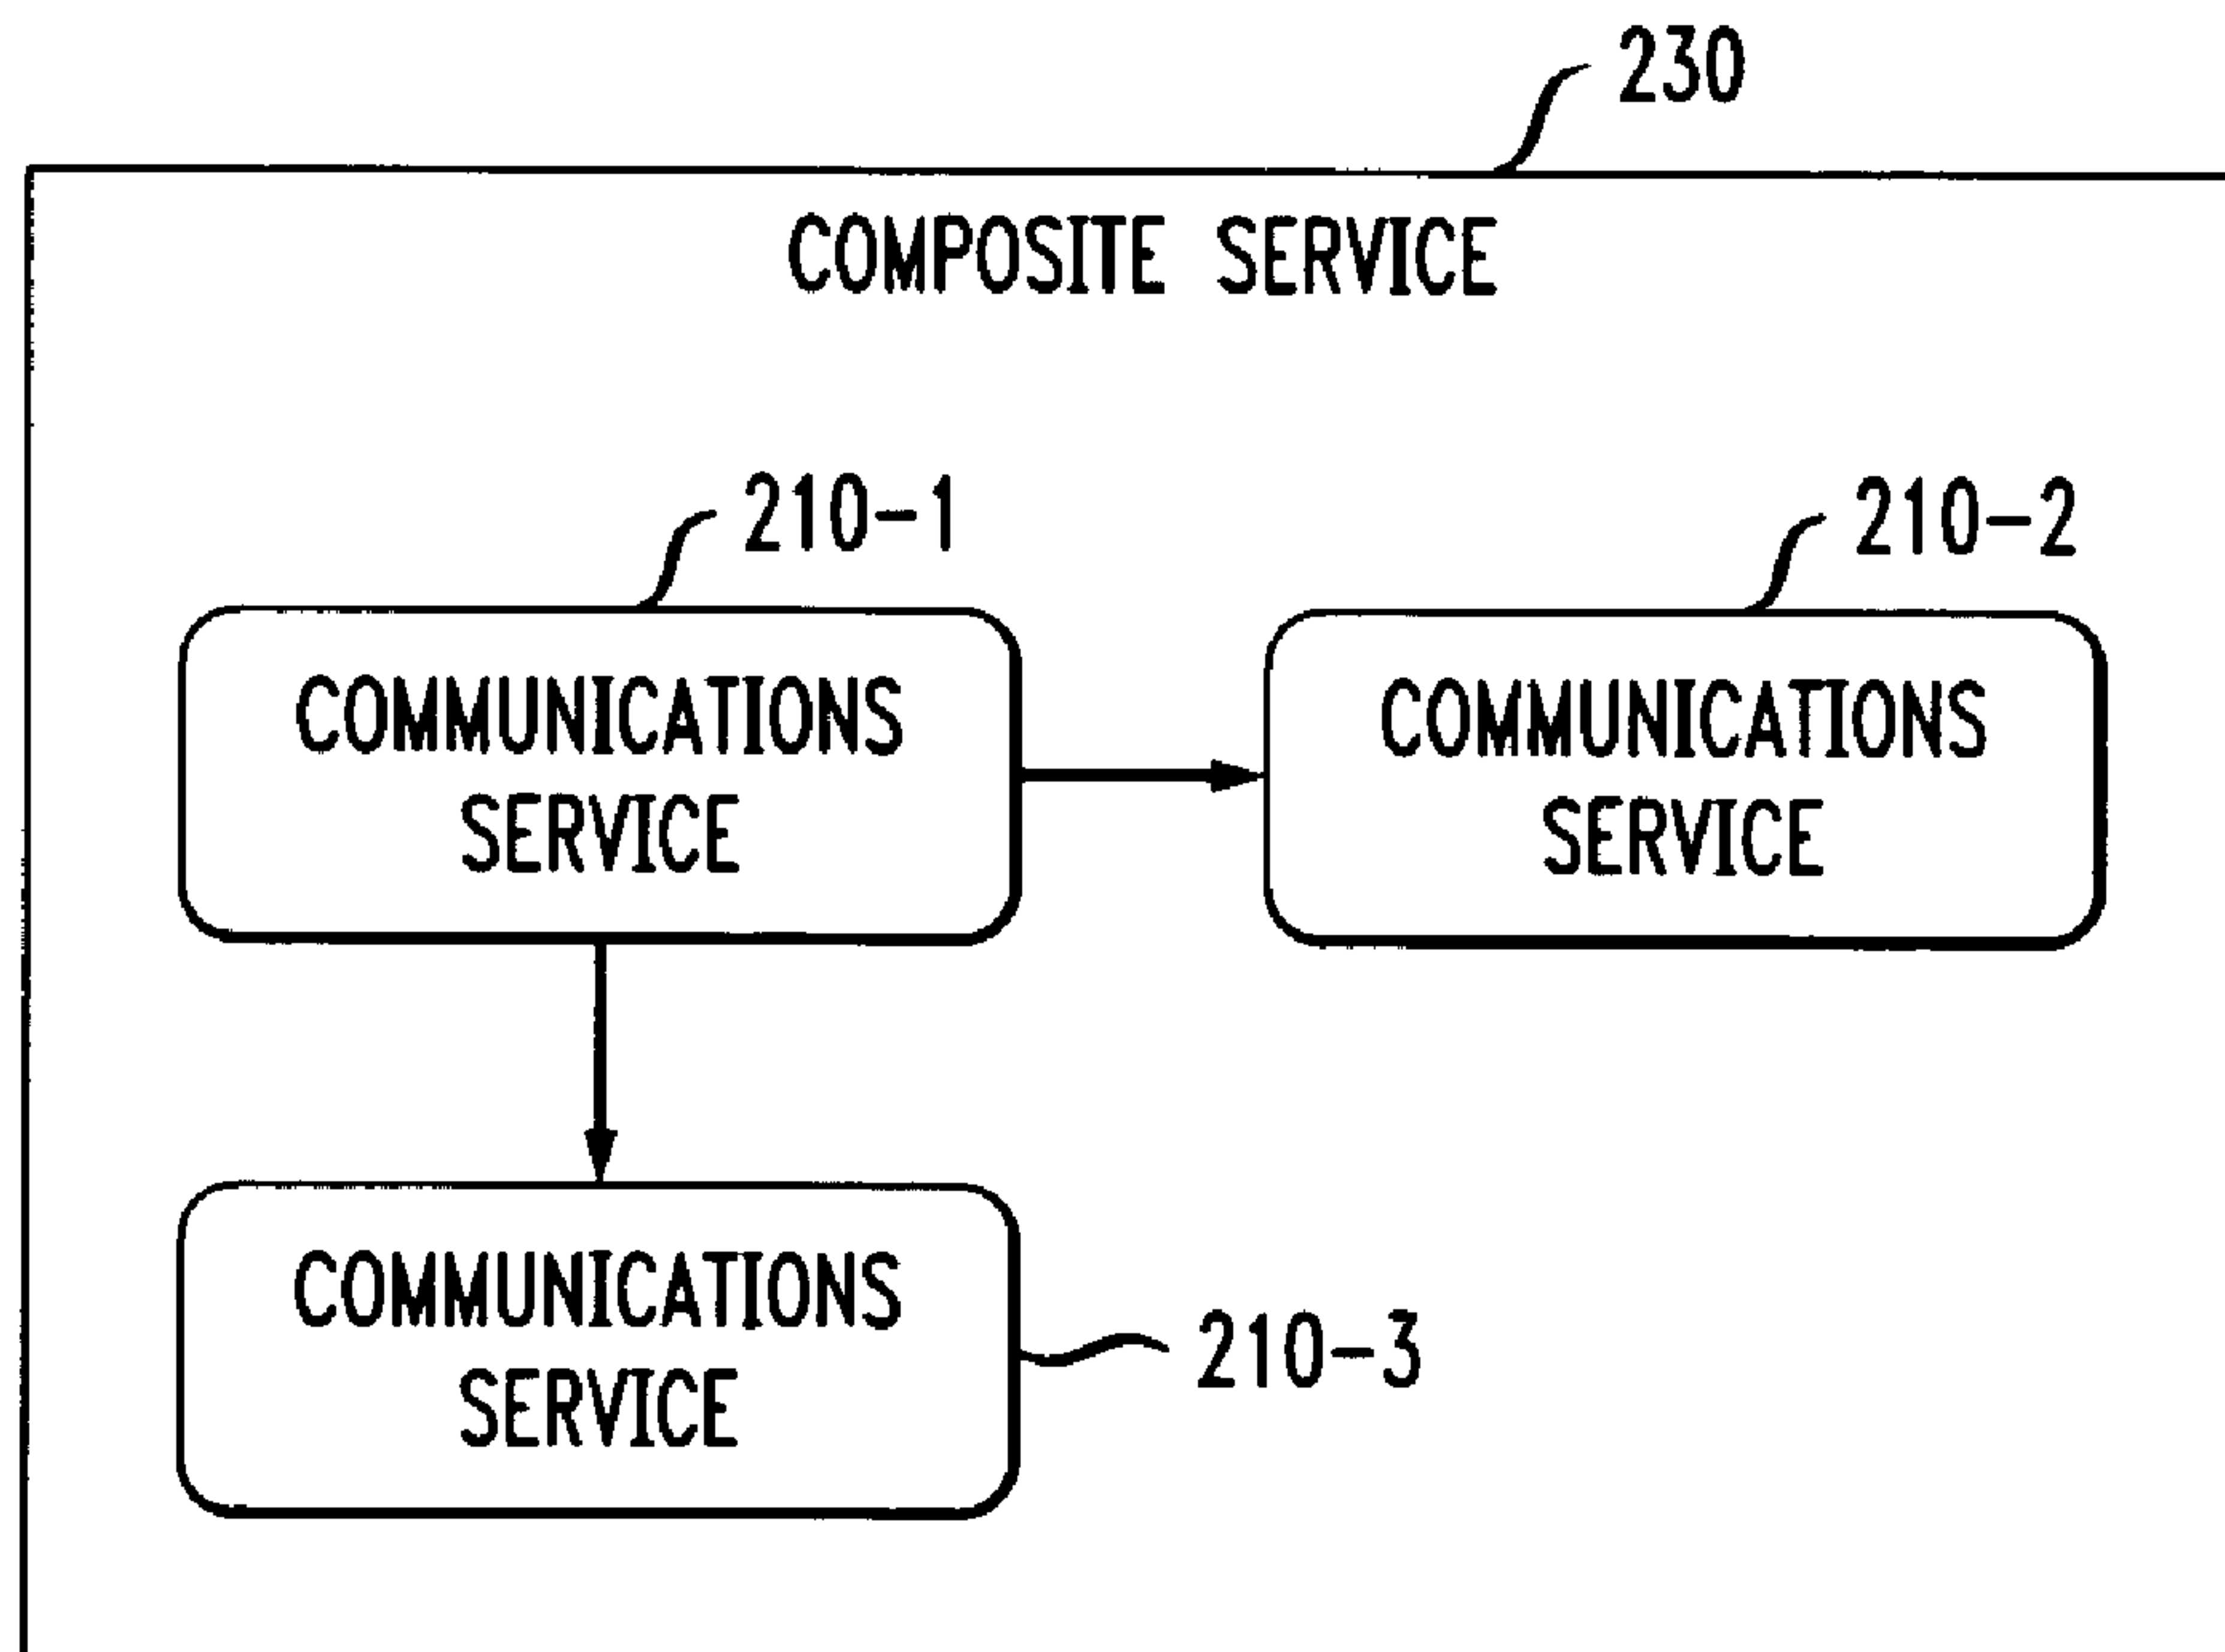 230
COMPOSITE SERVICE
210-1
210-2
COMMUNICATIONS
SERVICE
COMMUNICATIONS
SERVICE
COMMUNICATIONS
SERVICE
210-3